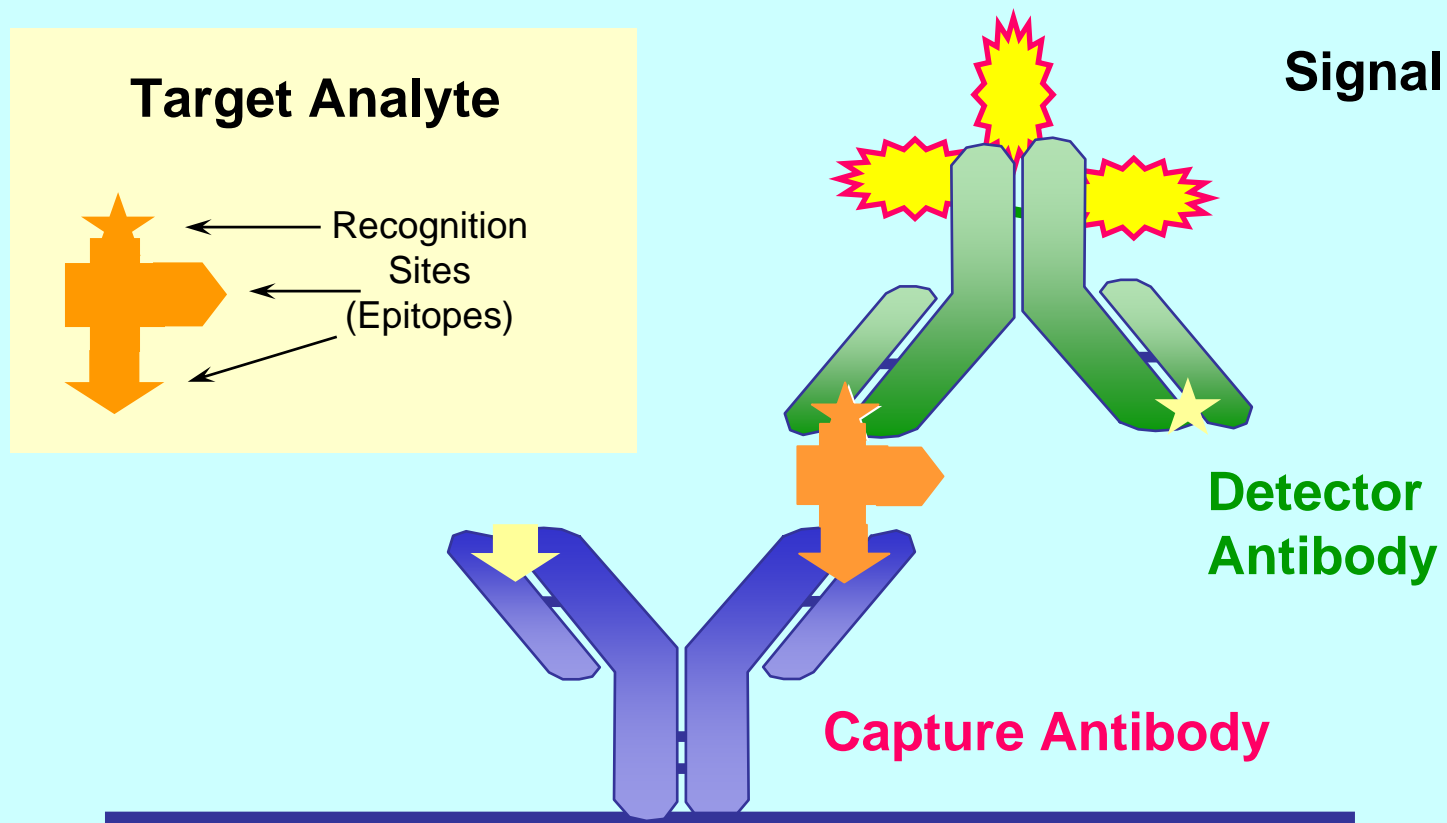 Target Analyte
Recognition
Sites
(Epitopes)
Signal
Detector
Antibody
Capture Antibody